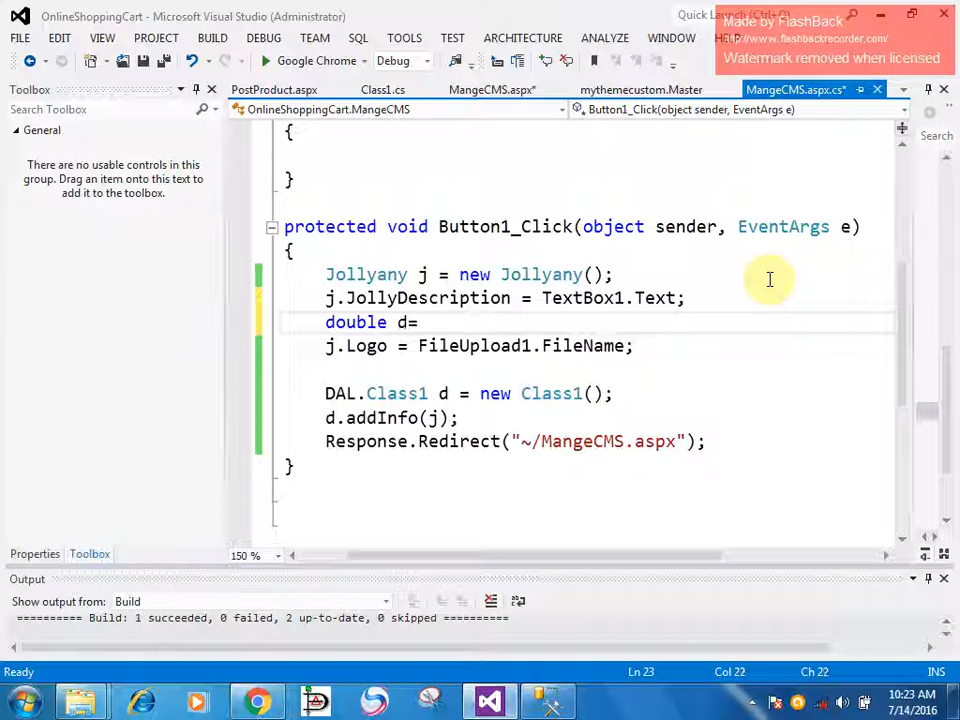 OnlineShoppingCart - Microsoft Visual Studio (Administrator)
Quick Launch (Ctrl+Q)
Made by FlashBack
http://www.flashbackrecorder.com/
Watermark removed when licensed
FILE EDIT VIEW PROJECT BUILD DEBUG TEAM SQL TOOLS TEST ARCHITECTURE ANALYZE WINDOW
Google Chrome Debug
Toolbox
PostProduct.aspx Class1.cs MangeCMS.aspx* mythemecustom.Master MangeCMS.aspx.cs*
Search Toolbox
OnlineShoppingCart.MangeCMS
Button1_Click(object sender, EventArgs e)
General
Search
There are no usable controls in this
group. Drag an item onto this text to
add it to the toolbox.
{
}
protected void Button1_Click(object sender, EventArgs e)
{
Jollyany j = new Jollyany();
j.JollyDescription = TextBox1.Text;
double d=
j.Logo = FileUpload1.FileName;
DAL.Class1 d = new Class1();
d.addInfo(j);
Response.Redirect("~/MangeCMS.aspx");
}
Properties Toolbox
150 %
Output
Show output from: Build
========== Build: 1 succeeded, 0 failed, 2 up-to-date, 0 skipped ==========
Ready Ln 23 Col 22 Ch 22 INS
10:23 AM
7/14/2016